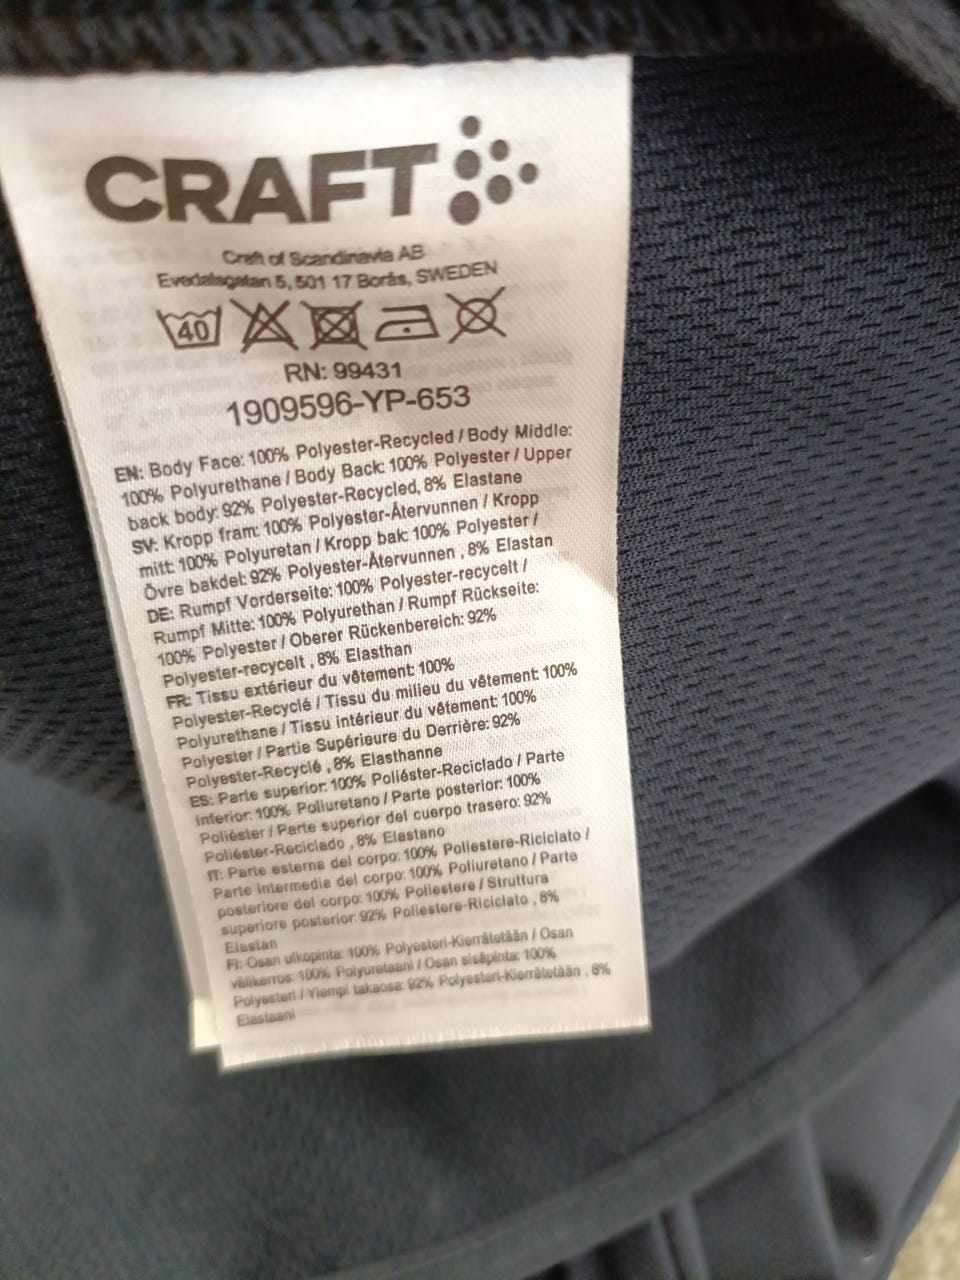 CRAFT
Craft of Scandinavia AB
Evedalsgatan 5, 501 17 Borås, SWEDEN
40
RN: 99431
1909596-YP-653
EN: Body Face: 100% Polyester-Recycled / Body Middle:
100% Polyurethane / Body Back: 100% Polyester / Upper
back body: 92% Polyester-Recycled, 8% Elastane
SV: Kropp fram: 100% Polyester-Återvunnen / Kropp
mitt: 100% Polyuretan / Kropp bak: 100% Polyester /
Övre bakdel: 92% Polyester-Återvunnen , 8% Elastan
DE: Rumpf Vorderseite: 100% Polyester-recycelt /
Rumpf Mitte: 100% Polyurethan / Rumpf Rückseite:
100% Polyester / Oberer Rückenbereich: 92%
Polyester-recycelt , 8% Elasthan
FR: Tissu extérieur du vêtement: 100%
Polyester-Recyclé / Tissu du milieu du vêtement: 100%
Polyurethane / Tissu intérieur du vêtement: 100%
Polyester / Partie Supérieure du Derrière: 92%
Polyester-Recyclé , 8% Elasthanne
ES: Parte superior: 100% Poliéster-Reciclado / Parte
Inferior: 100% Poliuretano / Parte posterior: 100%
Poliéster / Parte superior del cuerpo trasero: 92%
Poliéster-Reciclado , 8% Elastano
IT: Parte esterna del corpo: 100% Poliestere-Riciclato /
Parte intermedia del corpo: 100% Poliuretano / Parte
posteriore del corpo: 100% Poliestere / Struttura
superiore posterior: 92% Poliestere-Riciclato , 8%
Elastan
FI: Osan ulkopinta: 100% Polyesteri-Kierrätetään / Osan
välikerros: 100% Polyuretaani / Osan sisäpinta: 100%
Polyesteri / Ylempi takaosa: 92% Polyesteri-Kierrätetään , 8%
Elastaani